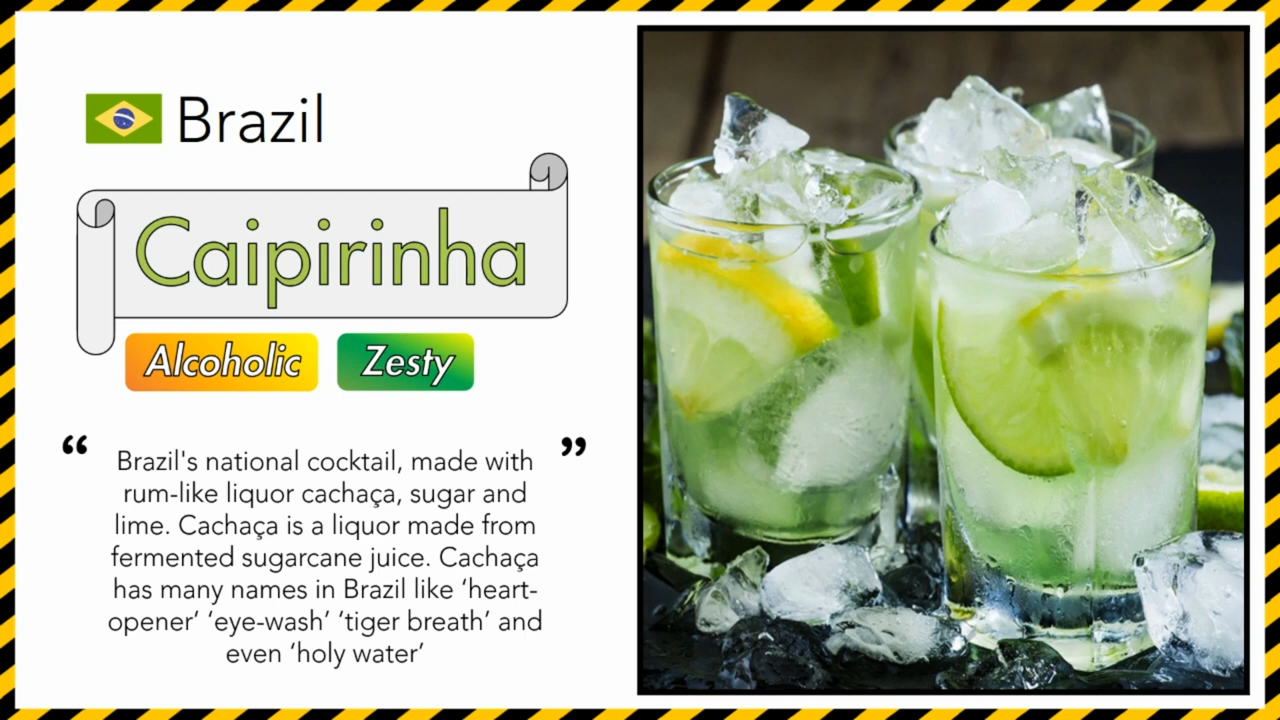 Brazil
Caipirinha
Alcoholic Zesty
“ Brazil's national cocktail, made with ”
rum-like liquor cachaça, sugar and
lime. Cachaça is a liquor made from
fermented sugarcane juice. Cachaça
has many names in Brazil like ‘heart-
opener’ ‘eye-wash’ ‘tiger breath’ and
even ‘holy water’